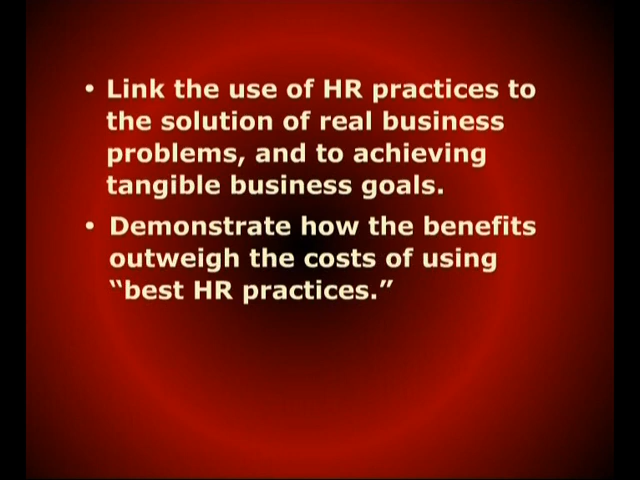 • Link the use of HR practices to
the solution of real business
problems, and to achieving
tangible business goals.
• Demonstrate how the benefits
outweigh the costs of using
“best HR practices.”